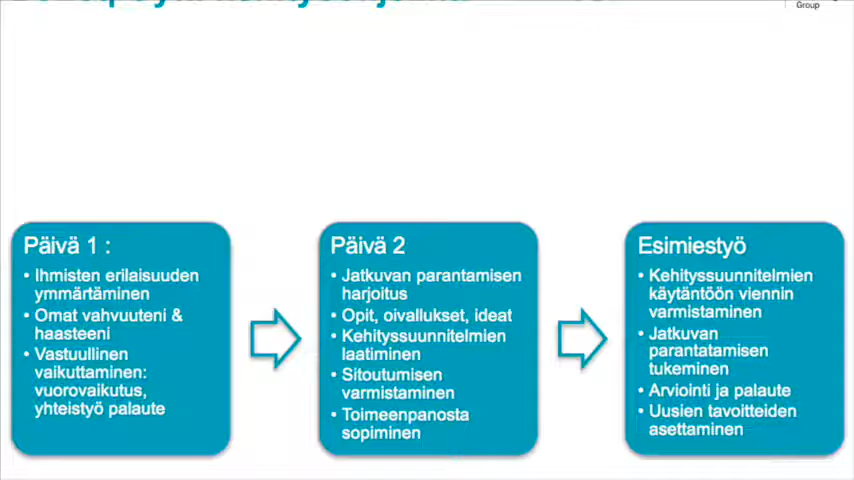 Group
Päivä 1 :
• Ihmisten erilaisuuden
ymmärtäminen
• Omat vahvuuteni &
haasteeni
• Vastuullinen
vaikuttaminen:
vuorovaikutus,
yhteistyö palaute
Päivä 2
• Jatkuvan parantamisen
harjoitus
• Opit, oivallukset, ideat
• Kehityssuunnitelmien
laatiminen
• Sitoutumisen
varmistaminen
• Toimeenpanosta
sopiminen
Esimiestyö
• Kehityssuunnitelmien
käytäntöön viennin
varmistaminen
• Jatkuvan
parantatamisen
tukeminen
• Arviointi ja palaute
• Uusien tavoitteiden
asettaminen